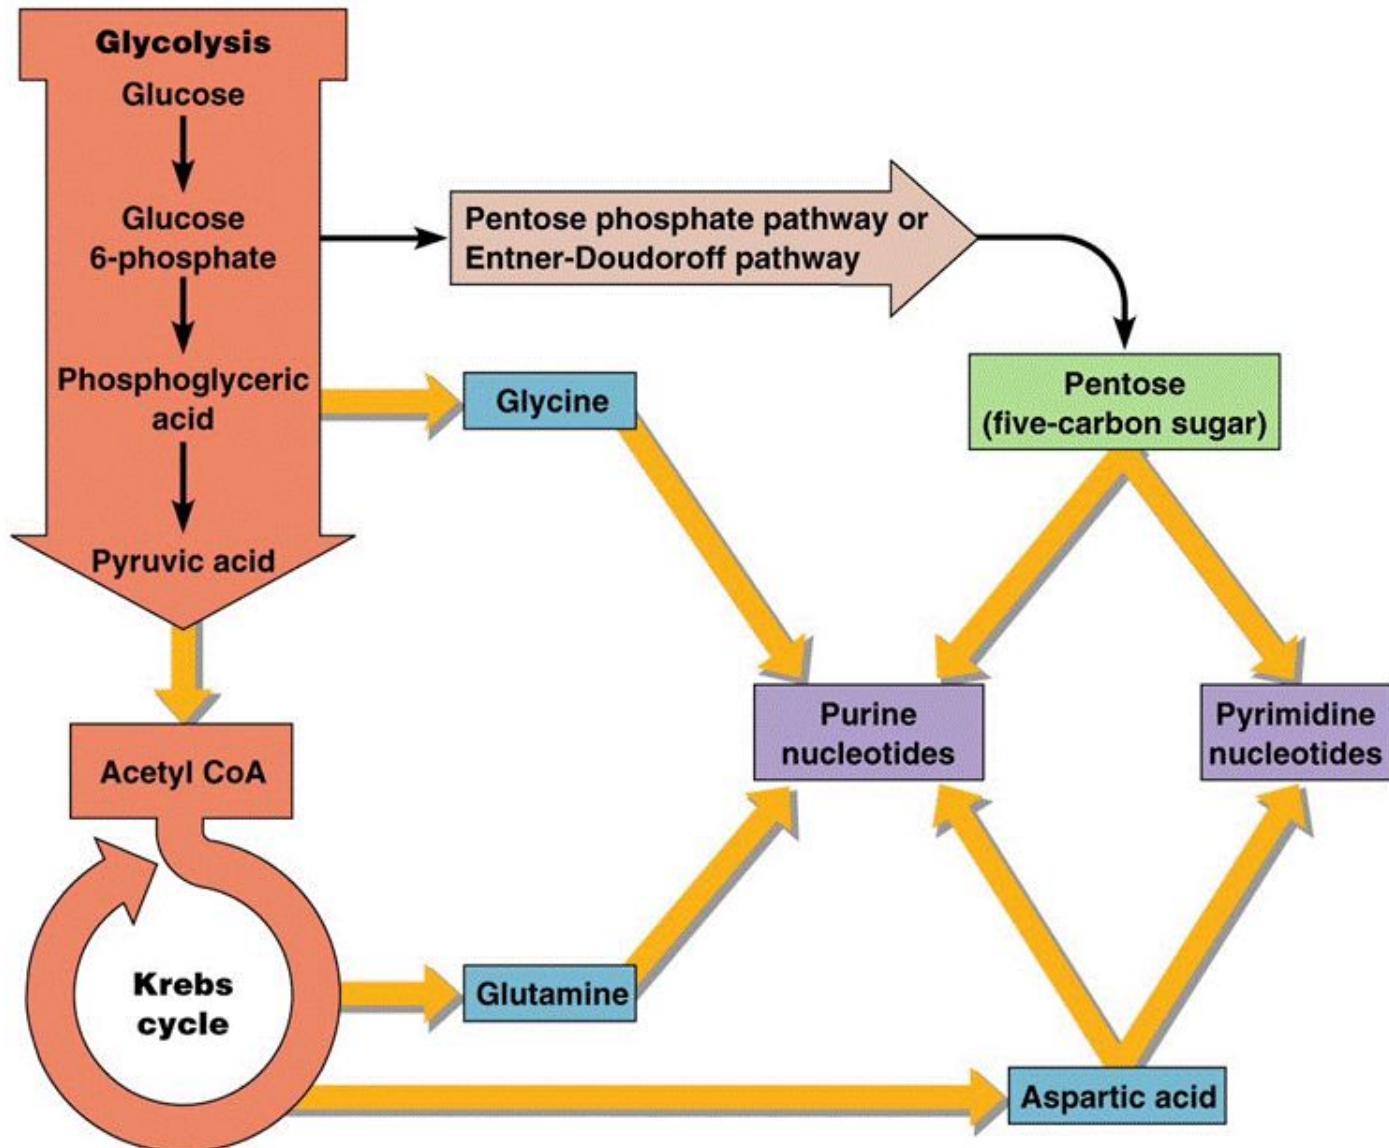 Glycolysis
Glucose
Glucose
6-phosphate
Phosphoglyceric
acid
Pyruvic acid
Pentose phosphate pathway or
Entner-Doudoroff pathway
Pentose
(five-carbon sugar)
Glycine
Purine
nucleotides
Pyrimidine
nucleotides
Acetyl CoA
Krebs
cycle
Glutamine
Aspartic acid